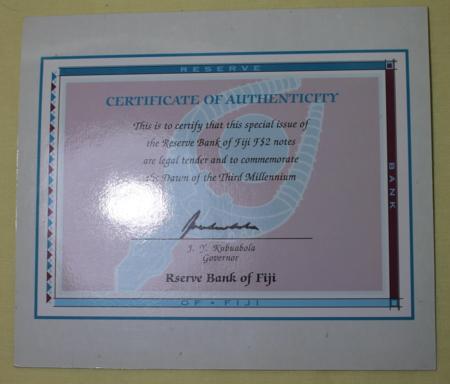 RESERVE
CERTIFICATE OF AUTHENTICITY
This is to certify that this special issue of
the Reserve Bank of Fiji F$2 notes
are legal tender and to commemorate
the Dawn of the Third Millennium
J. Y. Kubuabola
Governor
Rserve Bank of Fiji
BANK
OF • FIJI